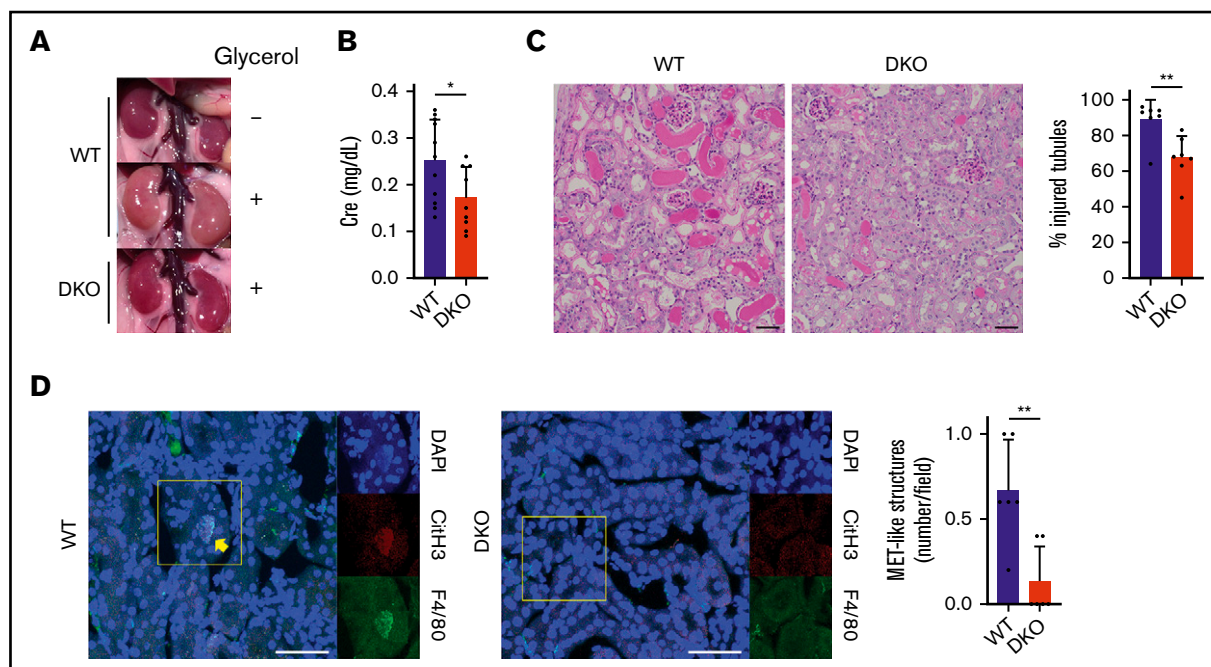 A
Glycerol
WT
−
+
DKO
+
B
Cre (mg/dL)
0.4
0.3
0.2
0.1
0.0
*
WT
DKO
C
WT
DKO
% injured tubules
100
80
60
40
20
0
**
WT
DKO
D
WT
DAPI
CitH3
F4/80
DKO
DAPI
CitH3
F4/80
MET-like structures
(number/field)
1.0
0.5
0.0
**
WT
DKO